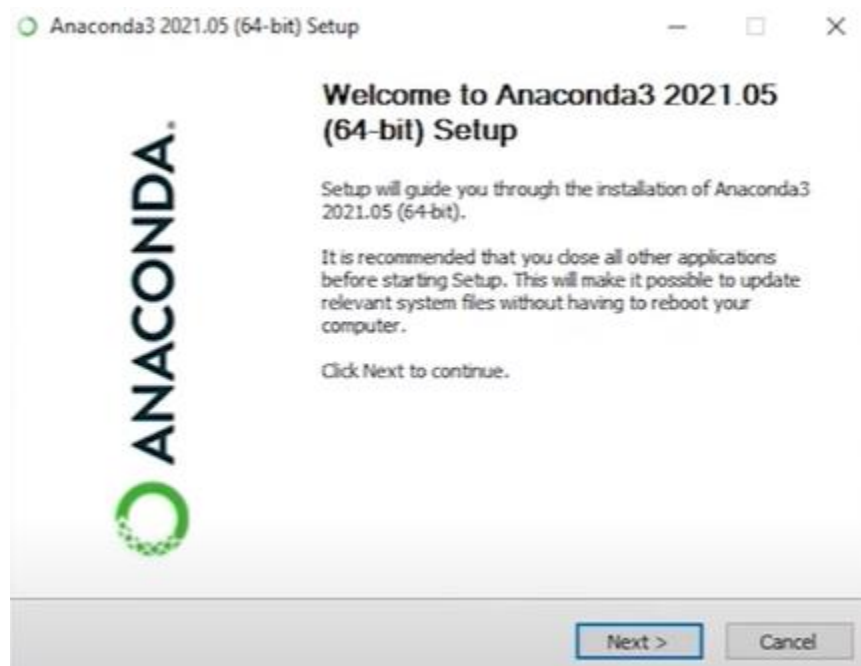 Anaconda3 2021.05 (64-bit) Setup
Welcome to Anaconda3 2021.05
(64-bit) Setup
Setup will guide you through the installation of Anaconda3
2021.05 (64-bit).
It is recommended that you close all other applications
before starting Setup. This will make it possible to update
relevant system files without having to reboot your
computer.
Click Next to continue.
ANACONDA.
Next >
Cancel